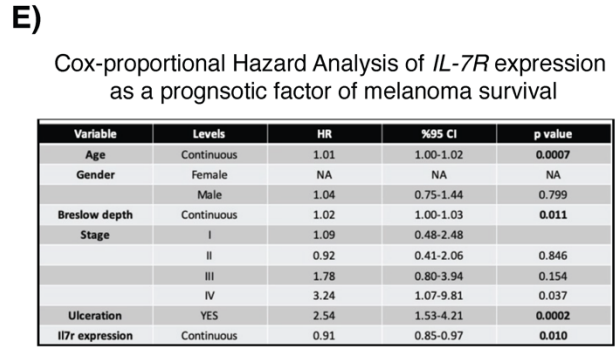 E)
Cox-proportional Hazard Analysis of IL-7R expression
as a prognsotic factor of melanoma survival
Variable Levels HR %95 CI p value
Age Continuous 1.01 1.00-1.02 0.0007
Gender Female NA NA NA
Male 1.04 0.75-1.44 0.799
Breslow depth Continuous 1.02 1.00-1.03 0.011
Stage I 1.09 0.48-2.48
II 0.92 0.41-2.06 0.846
III 1.78 0.80-3.94 0.154
IV 3.24 1.07-9.81 0.037
Ulceration YES 2.54 1.53-4.21 0.0002
Il7r expression Continuous 0.91 0.85-0.97 0.010